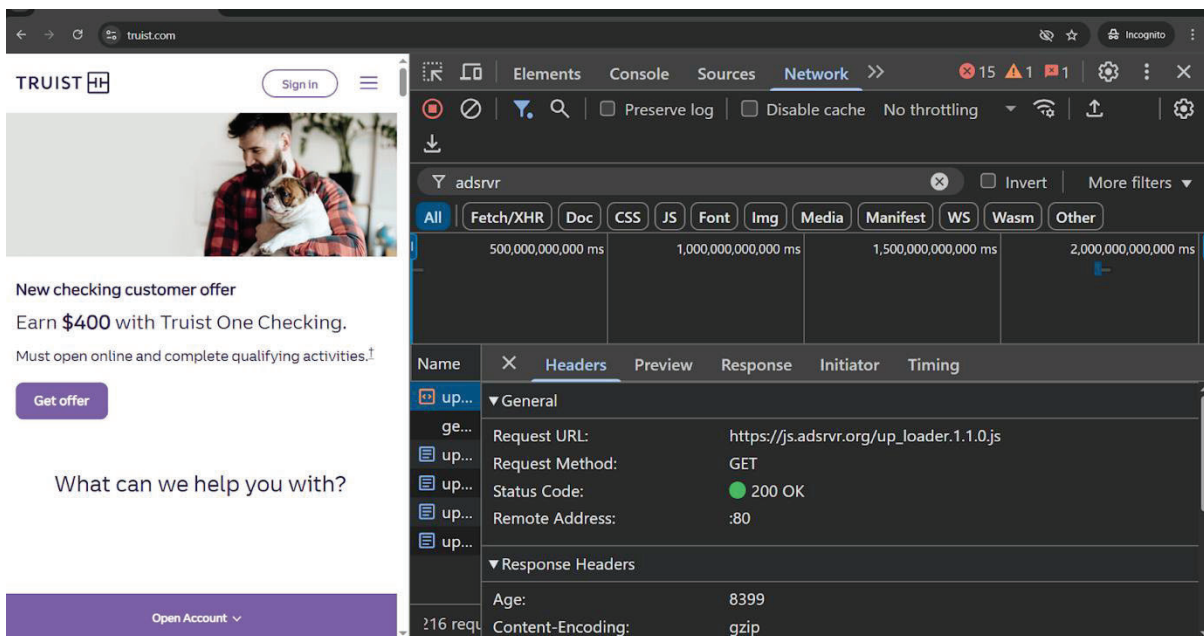 truist.com
Incognito
TRUIST
Sign in
New checking customer offer
Earn $400 with Truist One Checking.
Must open online and complete qualifying activities.†
Get offer
What can we help you with?
Open Account
Elements Console Sources Network 15 1 1
Preserve log Disable cache No throttling
adsrvr Invert More filters
All Fetch/XHR Doc CSS JS Font Img Media Manifest WS Wasm Other
500,000,000,000 ms 1,000,000,000,000 ms 1,500,000,000,000 ms 2,000,000,000,000 ms
Name Headers Preview Response Initiator Timing
up...
ge...
up...
up...
up...
up...
216 requ
General
Request URL: https://js.adsrvr.org/up_loader.1.1.0.js
Request Method: GET
Status Code: 200 OK
Remote Address: :80
Response Headers
Age: 8399
Content-Encoding: gzip